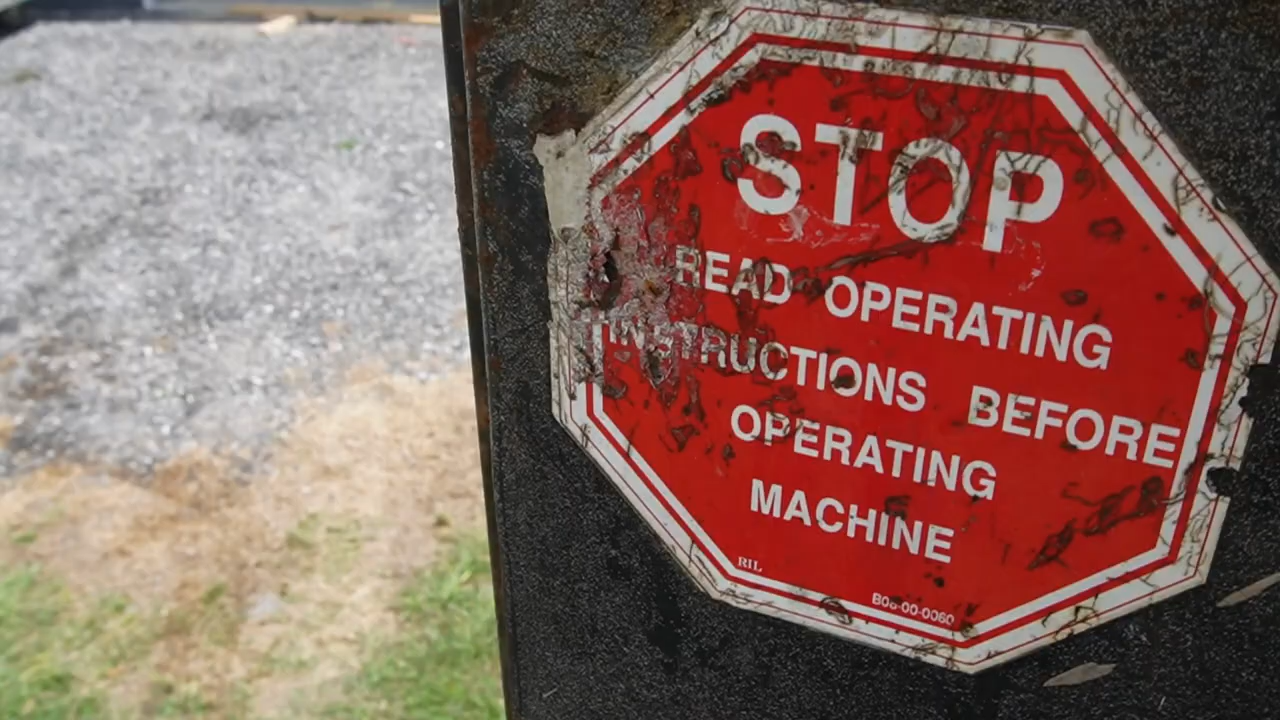 STOP
READ OPERATING
INSTRUCTIONS BEFORE
OPERATING
MACHINE
RIL
B06-00-0060